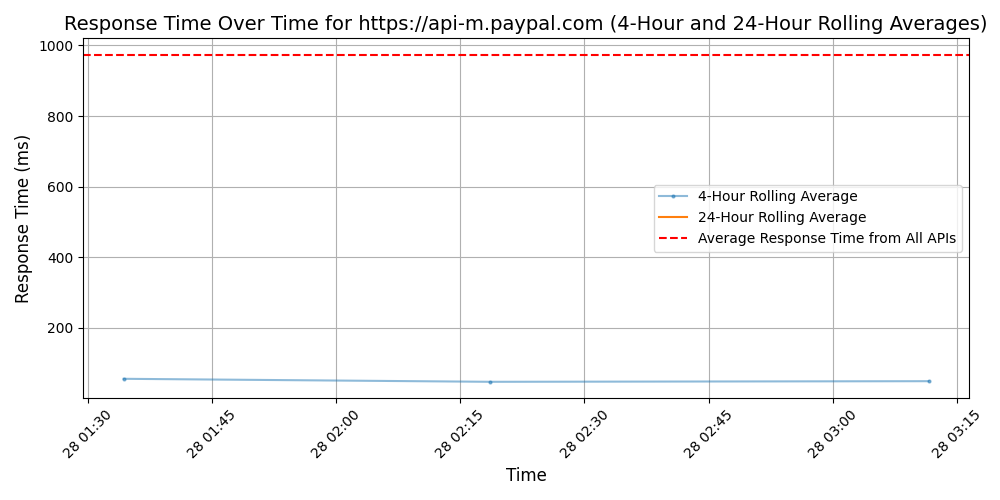 Response Time Over Time for https://api-m.paypal.com (4-Hour and 24-Hour Rolling Averages)
1000
800
600
400
200
Response Time (ms)
4-Hour Rolling Average
24-Hour Rolling Average
Average Response Time from All APIs
28 01:30
28 01:45
28 02:00
28 02:15
28 02:30
28 02:45
28 03:00
28 03:15
Time